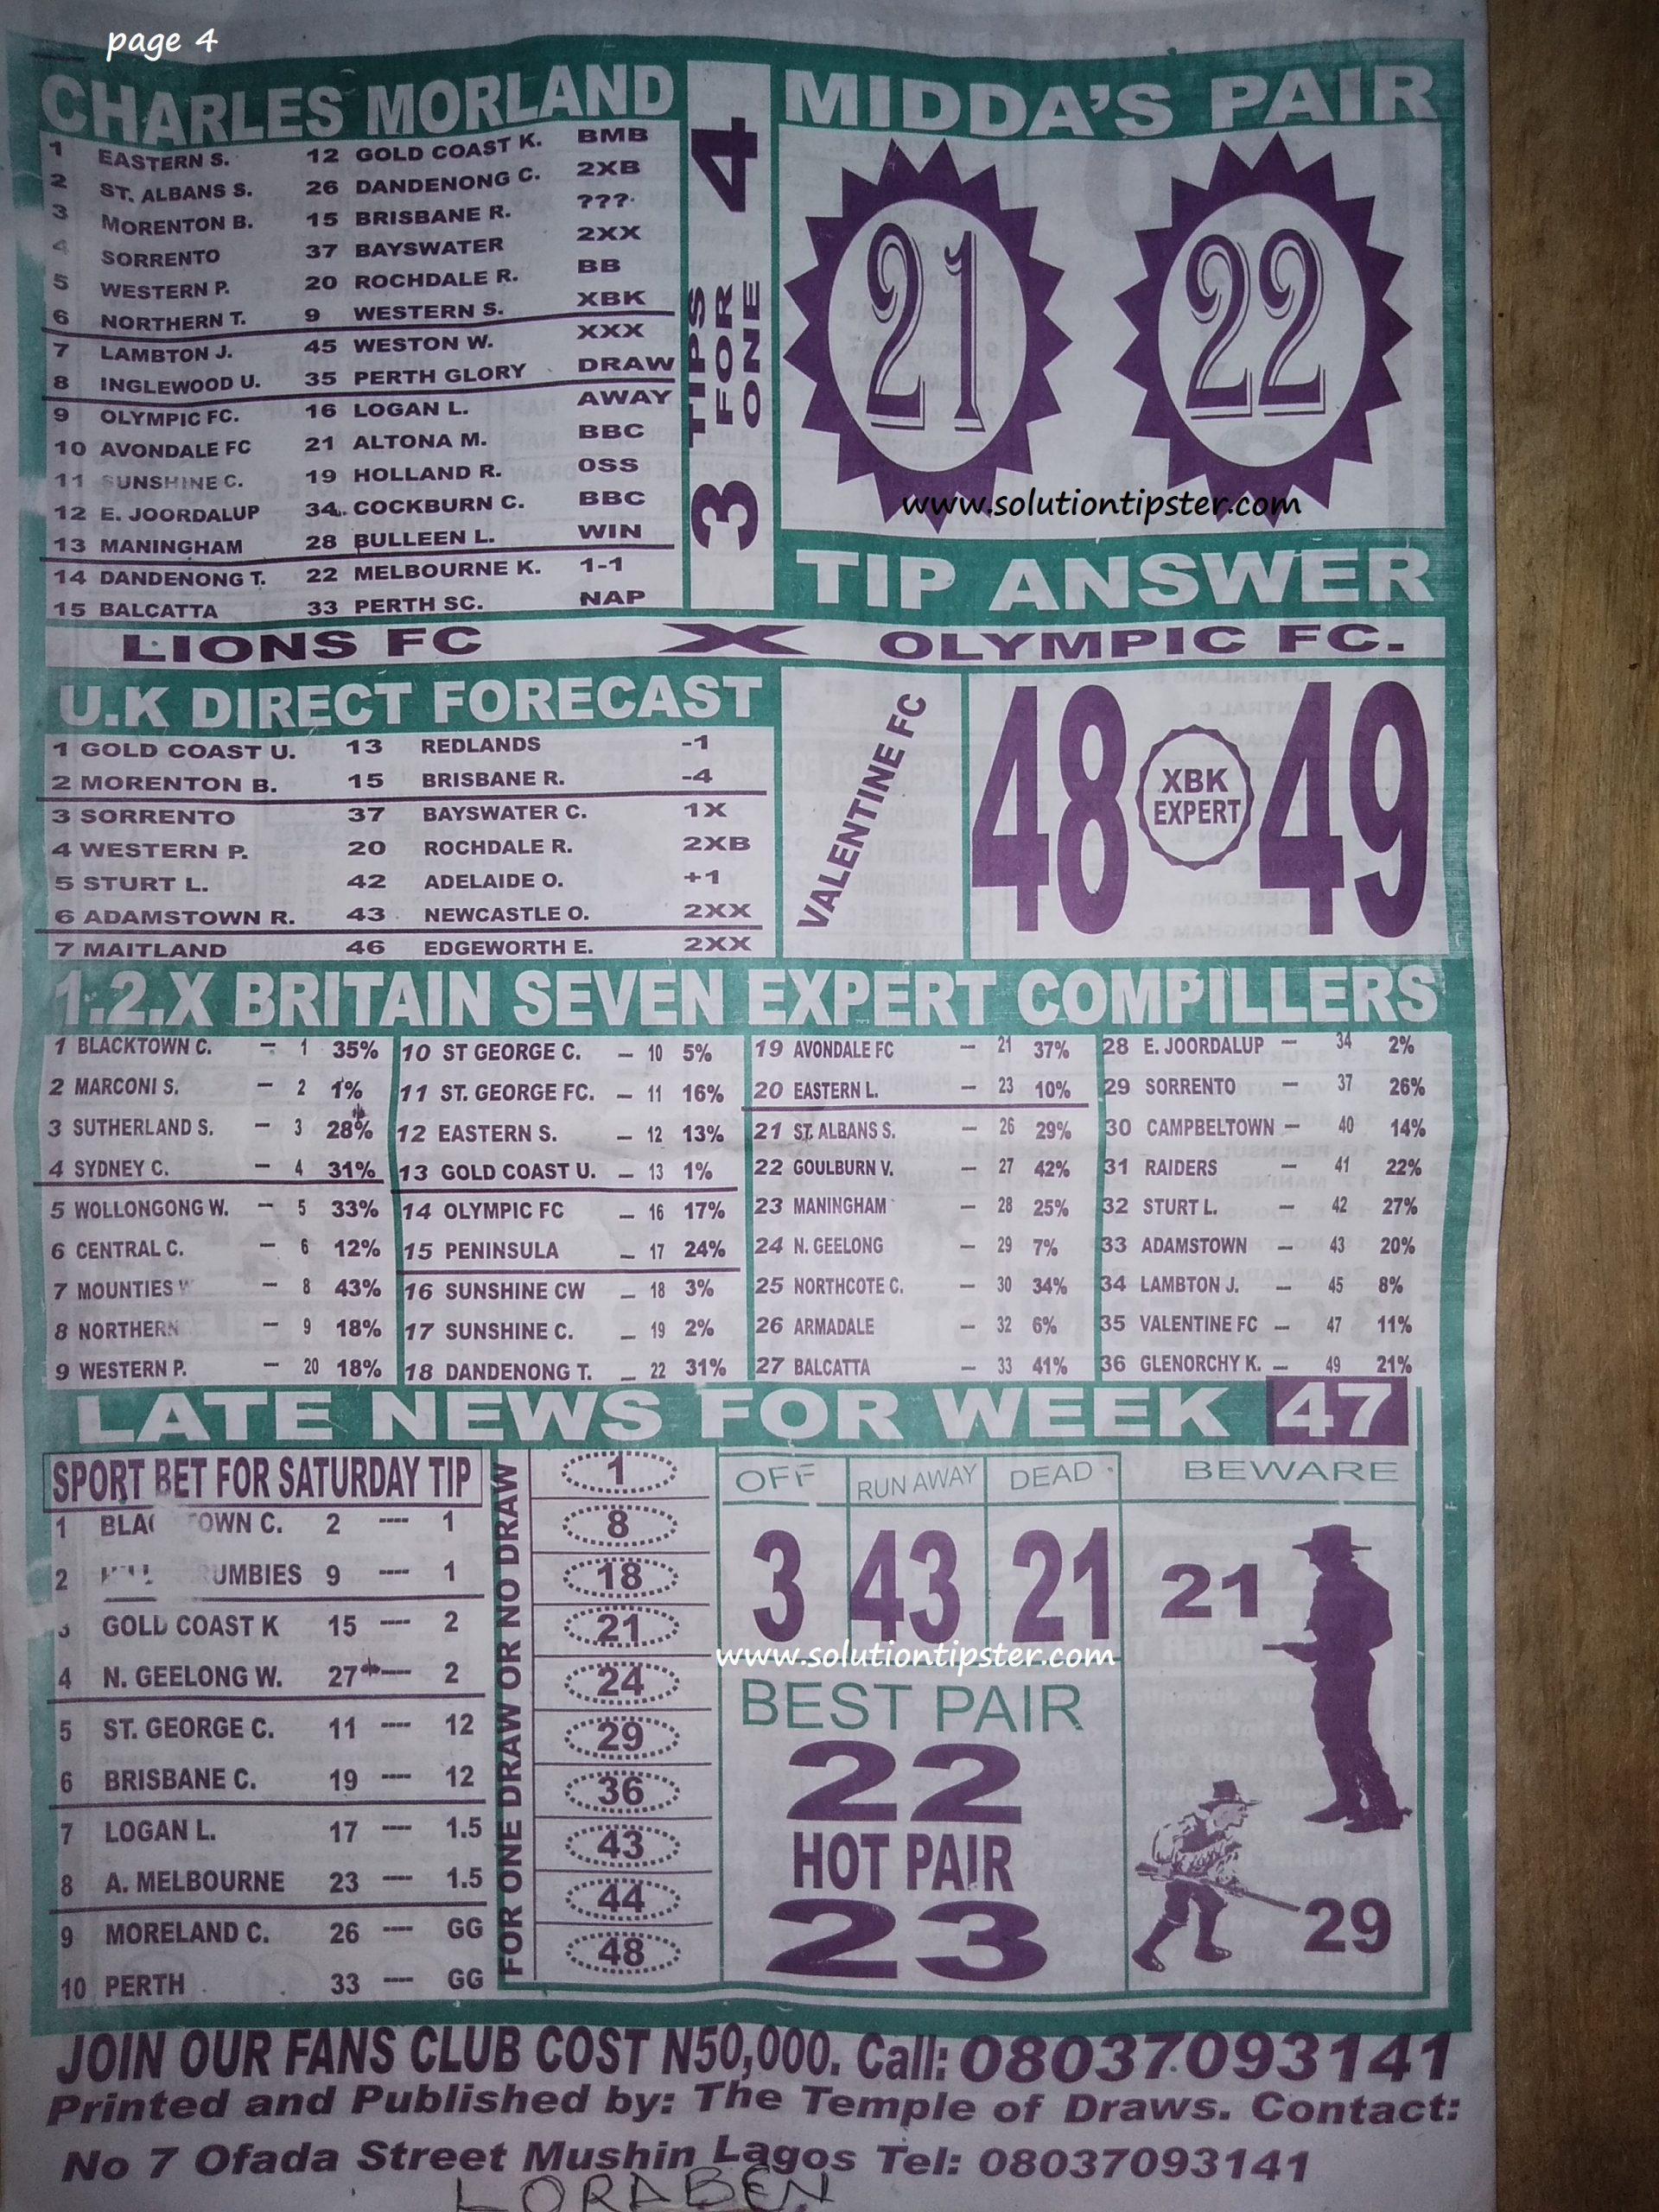 page 4
CHARLES MORLAND
1 EASTERN S. 12 GOLD COAST K. BMB
2 ST. ALBANS S. 26 DANDENONG C. 2XB
3 MORENTON B. 15 BRISBANE R. ???
4 SORRENTO 37 BAYSWATER 2XX
5 WESTERN P. 20 ROCHDALE R. BB
6 NORTHERN T. 9 WESTERN S. XBK
7 LAMBTON J. 45 WESTON W. XXX
8 INGLEWOOD U. 35 PERTH GLORY DRAW
9 OLYMPIC FC. 16 LOGAN L. AWAY
10 AVONDALE FC 21 ALTONA M. BBC
11 SUNSHINE C. 19 HOLLAND R. OSS
12 E. JOORDALUP 34. COCKBURN C. BBC
13 MANINGHAM 28 BULLEEN L. WIN
14 DANDENONG T. 22 MELBOURNE K. 1-1
15 BALCATTA 33 PERTH SC. NAP
3 TIPS FOR ONE 4
MIDDA'S PAIR
21 22
www.solutiontipster.com
TIP ANSWER
LIONS FC X OLYMPIC FC.
U.K DIRECT FORECAST
1 GOLD COAST U. 13 REDLANDS -1
2 MORENTON B. 15 BRISBANE R. -4
3 SORRENTO 37 BAYSWATER C. 1X
4 WESTERN P. 20 ROCHDALE R. 2XB
5 STURT L. 42 ADELAIDE O. +1
6 ADAMSTOWN R. 43 NEWCASTLE O. 2XX
7 MAITLAND 46 EDGEWORTH E. 2XX
VALENTINE FC
48 XBK EXPERT 49
1.2.X BRITAIN SEVEN EXPERT COMPILLERS
1 BLACKTOWN C. - 1 35%
2 MARCONI S. - 2 1%
3 SUTHERLAND S. - 3 28%
4 SYDNEY C. - 4 31%
5 WOLLONGONG W. - 5 33%
6 CENTRAL C. - 6 12%
7 MOUNTIES W - 8 43%
8 NORTHERN - 9 18%
9 WESTERN P. - 20 18%
10 ST GEORGE C. - 10 5%
11 ST. GEORGE FC. - 11 16%
12 EASTERN S. - 12 13%
13 GOLD COAST U. - 13 1%
14 OLYMPIC FC - 16 17%
15 PENINSULA - 17 24%
16 SUNSHINE CW - 18 3%
17 SUNSHINE C. - 19 2%
18 DANDENONG T. - 22 31%
19 AVONDALE FC - 21 37%
20 EASTERN L. - 23 10%
21 ST. ALBANS S. - 26 29%
22 GOULBURN V. - 27 42%
23 MANINGHAM - 28 25%
24 N. GEELONG - 29 7%
25 NORTHCOTE C. - 30 34%
26 ARMADALE - 32 6%
27 BALCATTA - 33 41%
28 E. JOORDALUP - 34 2%
29 SORRENTO - 37 26%
30 CAMPBELTOWN - 40 14%
31 RAIDERS - 41 22%
32 STURT L. - 42 27%
33 ADAMSTOWN - 43 20%
34 LAMBTON J. - 45 8%
35 VALENTINE FC - 47 11%
36 GLENORCHY K. - 49 21%
LATE NEWS FOR WEEK 47
SPORT BET FOR SATURDAY TIP
1 BLACKTOWN C. 2 ---- 1
2 RUMBIES 9 ---- 1
3 GOLD COAST K 15 ---- 2
4 N. GEELONG W. 27 ---- 2
5 ST. GEORGE C. 11 ---- 12
6 BRISBANE C. 19 ---- 12
7 LOGAN L. 17 ---- 1.5
8 A. MELBOURNE 23 ---- 1.5
9 MORELAND C. 26 ---- GG
10 PERTH 33 ---- GG
FOR ONE DRAW OR NO DRAW
1
8
18
21
24
29
36
43
44
48
OFF RUN AWAY DEAD
3 43 21
www.solutiontipster.com
BEST PAIR
22
HOT PAIR
23
BEWARE
21
29
JOIN OUR FANS CLUB COST N50,000. Call: 08037093141
Printed and Published by: The Temple of Draws. Contact:
No 7 Ofada Street Mushin Lagos Tel: 08037093141
LORABEN